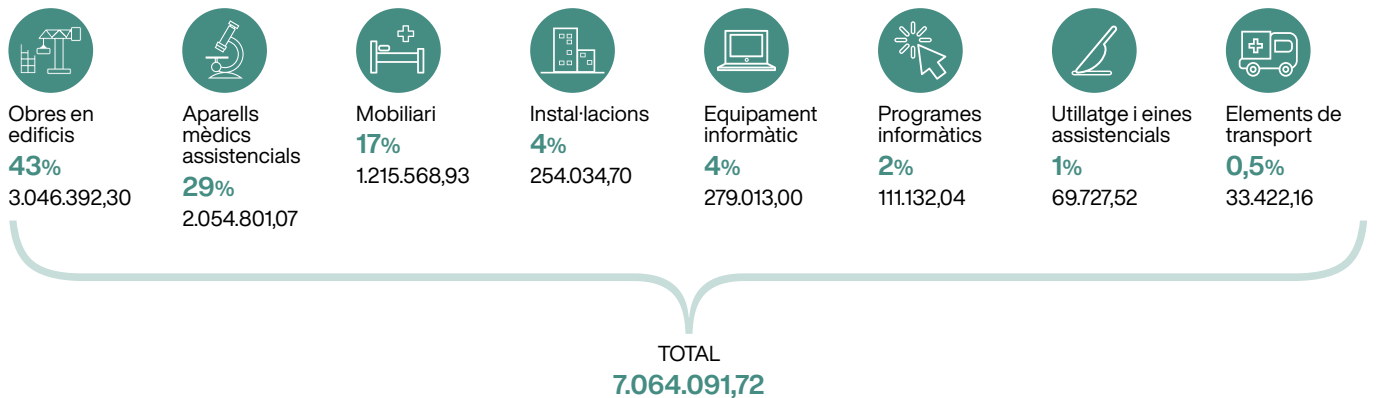 Obres en
edificis
43%
3.046.392,30
Aparells
mèdics
assistencials
29%
2.054.801,07
Mobiliari
17%
1.215.568,93
Instal·lacions
4%
254.034,70
Equipament
informàtic
4%
279.013,00
Programes
informàtics
2%
111.132,04
Utillatge i eines
assistencials
1%
69.727,52
Elements de
transport
0,5%
33.422,16
TOTAL
7.064.091,72